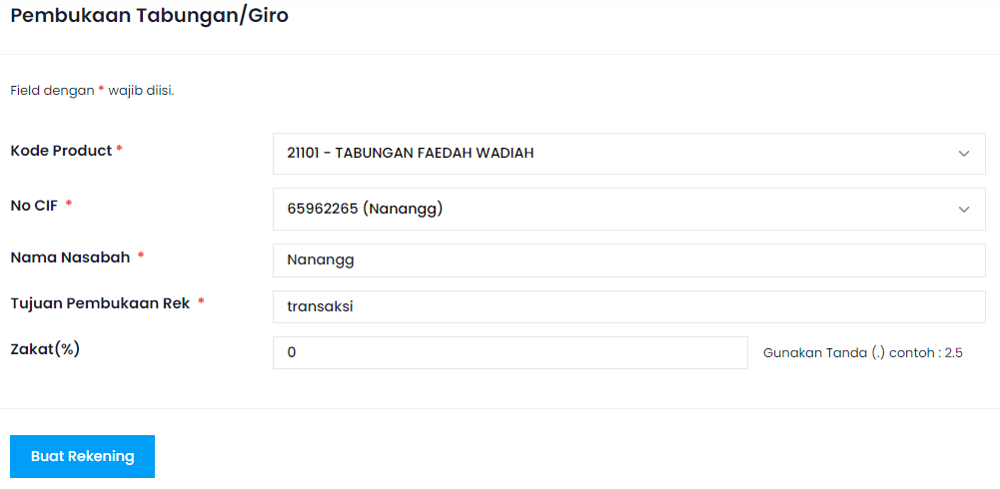 Pembukaan Tabungan/Giro
Field dengan * wajib diisi.
Kode Product * 21101 - TABUNGAN FAEDAH WADIAH
No CIF * 65962265 (Nanangg)
Nama Nasabah * Nanangg
Tujuan Pembukaan Rek * transaksi
Zakat(%) 0 Gunakan Tanda (.) contoh : 2.5
Buat Rekening